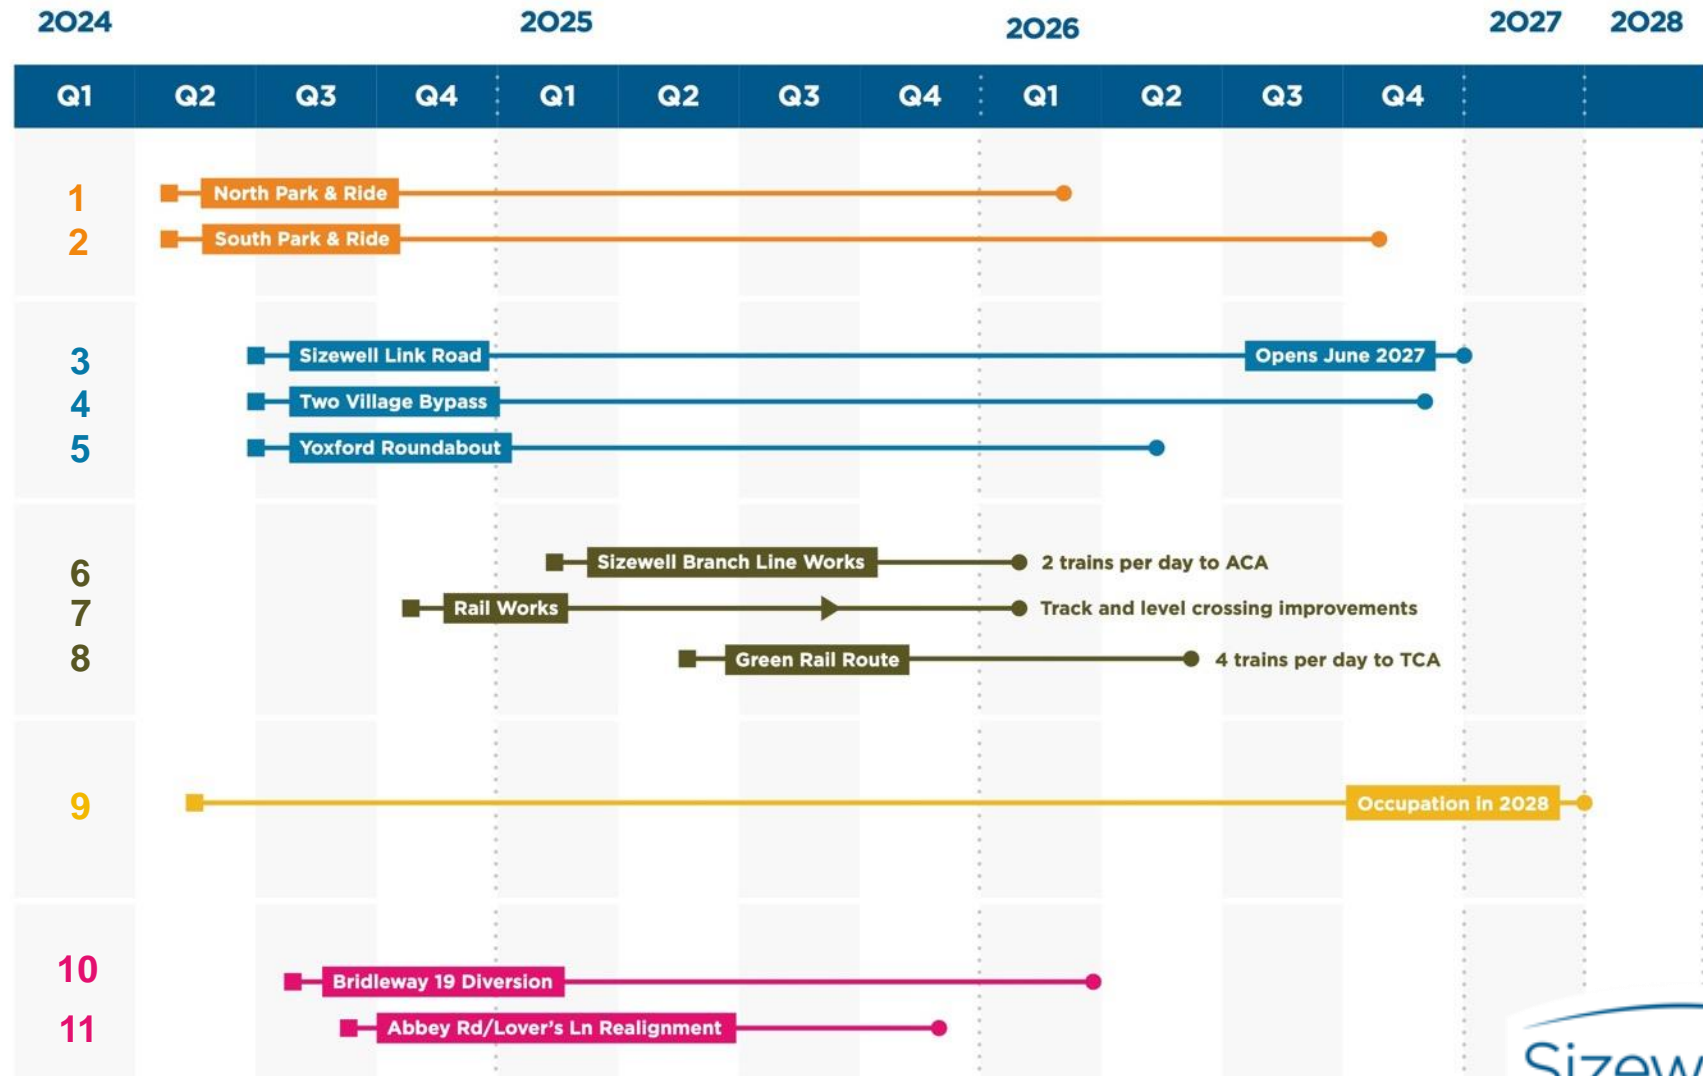 2024 2025 2026 2027 2028
Q1 Q2 Q3 Q4 Q1 Q2 Q3 Q4 Q1 Q2 Q3 Q4
1 North Park & Ride
2 South Park & Ride
3 Sizewell Link Road Opens June 2027
4 Two Village Bypass
5 Yoxford Roundabout
6 Sizewell Branch Line Works 2 trains per day to ACA
7 Rail Works Track and level crossing improvements
8 Green Rail Route 4 trains per day to TCA
9 Occupation in 2028
10 Bridleway 19 Diversion
11 Abbey Rd/Lover's Ln Realignment